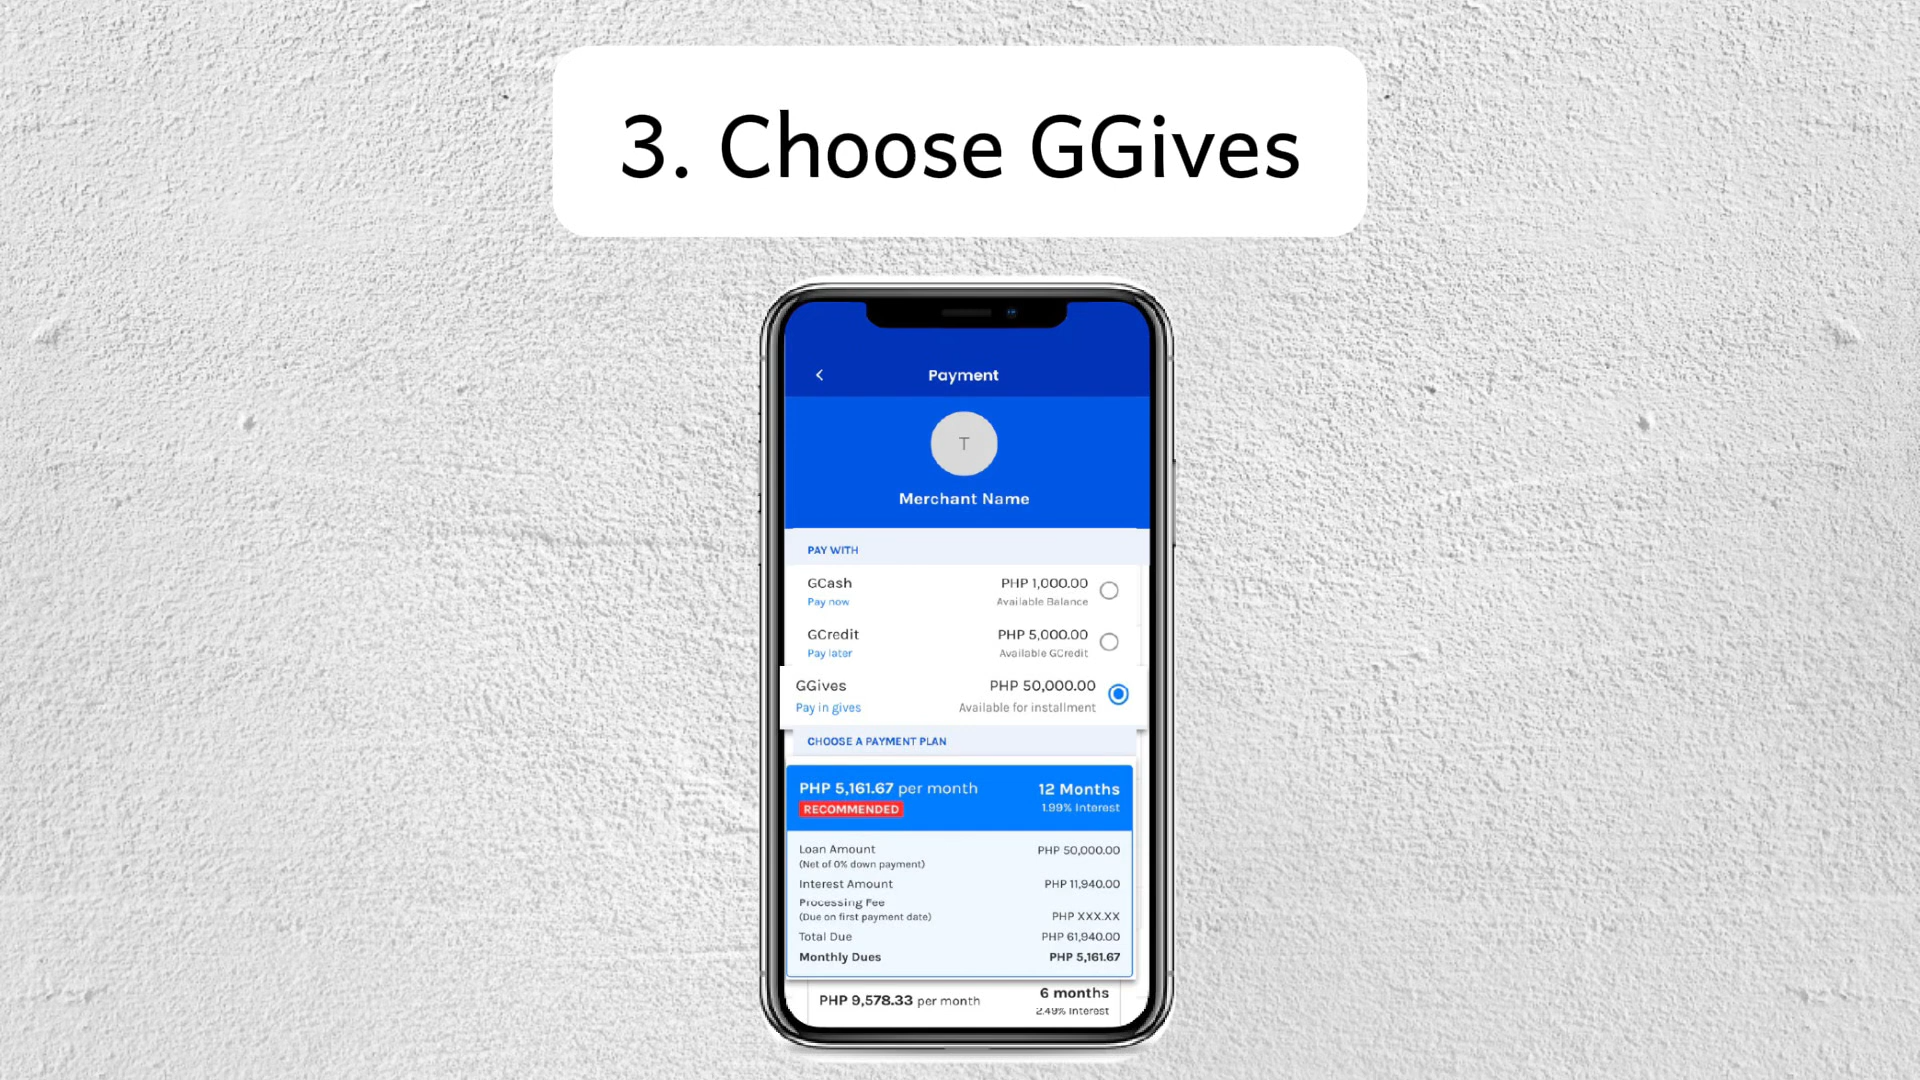 3. Choose GGives
Payment
T
Merchant Name
PAY WITH
GCash PHP 1,000.00
Pay now Available Balance
GCredit PHP 5,000.00
Pay later Available GCredit
GGives PHP 50,000.00
Pay in gives Available for installment
CHOOSE A PAYMENT PLAN
PHP 5,161.67 per month 12 Months
RECOMMENDED 1.99% Interest
Loan Amount PHP 50,000.00
(Net of 0% down payment)
Interest Amount PHP 11,940.00
Processing Fee
(Due on first payment date) PHP XXX.XX
Total Due PHP 61,940.00
Monthly Dues PHP 5,161.67
PHP 9,578.33 per month 6 months
2.49% Interest